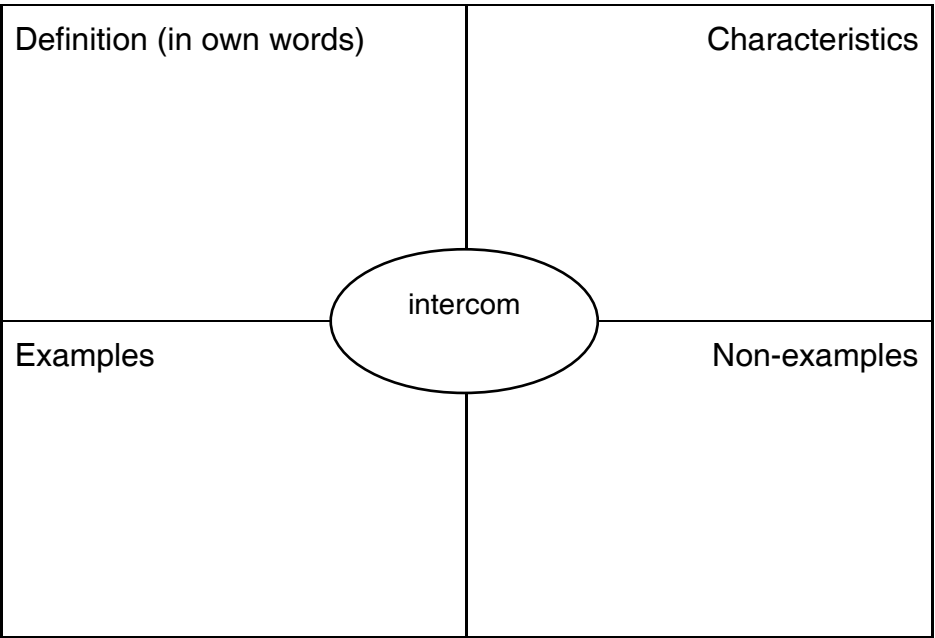 Definition (in own words)
Characteristics
intercom
Examples
Non-examples